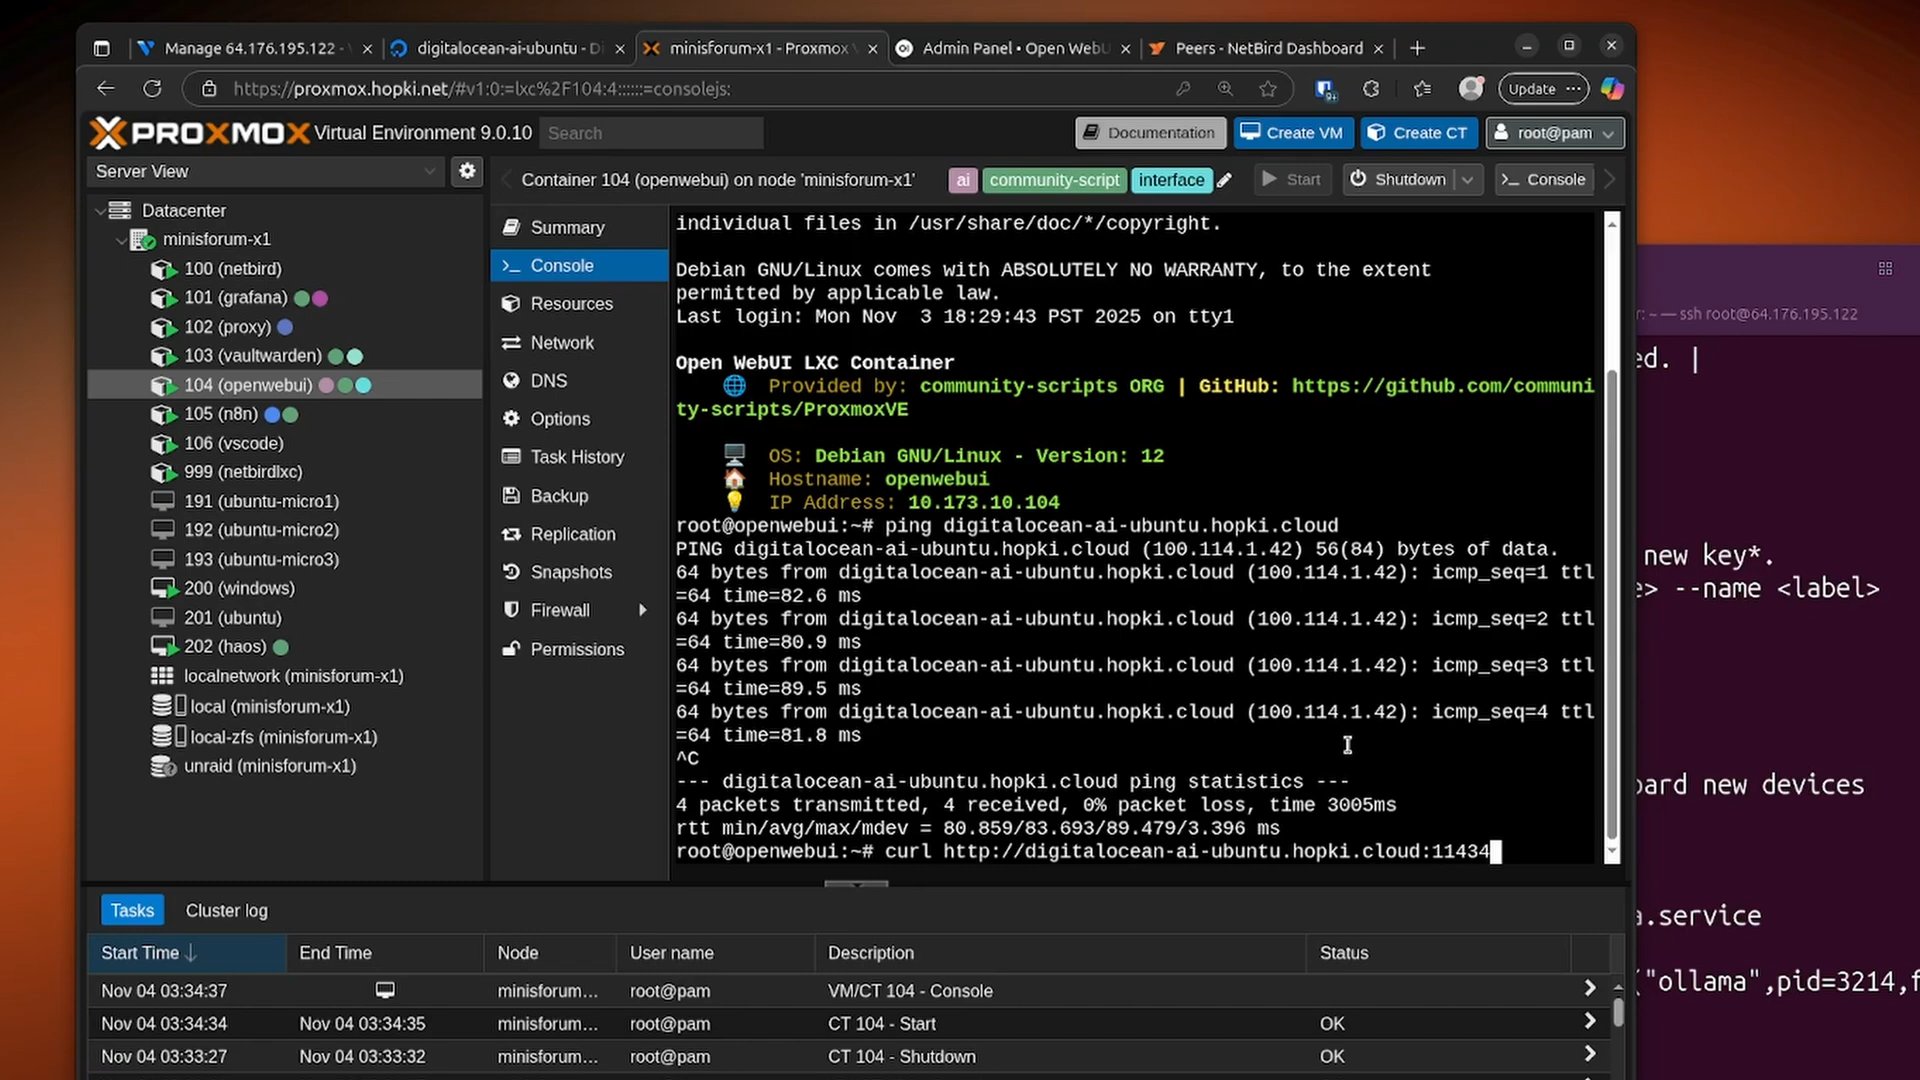 Manage 64.176.195.122 -
digitalocean-ai-ubuntu - D
minisforum-x1 - Proxmox V
Admin Panel • Open WebU
Peers - NetBird Dashboard
https://proxmox.hopki.net/#v1:0:=lxc%2F104:4::::::=consolejs:
9+
Update
PROXMOX Virtual Environment 9.0.10
Search
Documentation
Create VM
Create CT
root@pam
Server View
Container 104 (openwebui) on node 'minisforum-x1'
ai
community-script
interface
Start
Shutdown
Console
Datacenter
minisforum-x1
100 (netbird)
101 (grafana)
102 (proxy)
103 (vaultwarden)
104 (openwebui)
105 (n8n)
106 (vscode)
999 (netbirdlxc)
191 (ubuntu-micro1)
192 (ubuntu-micro2)
193 (ubuntu-micro3)
200 (windows)
201 (ubuntu)
202 (haos)
localnetwork (minisforum-x1)
local (minisforum-x1)
local-zfs (minisforum-x1)
unraid (minisforum-x1)
Summary
Console
Resources
Network
DNS
Options
Task History
Backup
Replication
Snapshots
Firewall
Permissions
individual files in /usr/share/doc/*/copyright.
Debian GNU/Linux comes with ABSOLUTELY NO WARRANTY, to the extent
permitted by applicable law.
Last login: Mon Nov  3 18:29:43 PST 2025 on tty1
Open WebUI LXC Container
Provided by: community-scripts ORG | GitHub: https://github.com/communi
ty-scripts/ProxmoxVE
OS: Debian GNU/Linux - Version: 12
Hostname: openwebui
IP Address: 10.173.10.104
root@openwebui:~# ping digitalocean-ai-ubuntu.hopki.cloud
PING digitalocean-ai-ubuntu.hopki.cloud (100.114.1.42) 56(84) bytes of data.
64 bytes from digitalocean-ai-ubuntu.hopki.cloud (100.114.1.42): icmp_seq=1 ttl
=64 time=82.6 ms
64 bytes from digitalocean-ai-ubuntu.hopki.cloud (100.114.1.42): icmp_seq=2 ttl
=64 time=80.9 ms
64 bytes from digitalocean-ai-ubuntu.hopki.cloud (100.114.1.42): icmp_seq=3 ttl
=64 time=89.5 ms
64 bytes from digitalocean-ai-ubuntu.hopki.cloud (100.114.1.42): icmp_seq=4 ttl
=64 time=81.8 ms
^C
--- digitalocean-ai-ubuntu.hopki.cloud ping statistics ---
4 packets transmitted, 4 received, 0% packet loss, time 3005ms
rtt min/avg/max/mdev = 80.859/83.693/89.479/3.396 ms
root@openwebui:~# curl http://digitalocean-ai-ubuntu.hopki.cloud:11434
Tasks
Cluster log
Start Time
End Time
Node
User name
Description
Status
Nov 04 03:34:37
minisforum...
root@pam
VM/CT 104 - Console
Nov 04 03:34:34
Nov 04 03:34:35
minisforum...
root@pam
CT 104 - Start
OK
Nov 04 03:33:27
Nov 04 03:33:32
minisforum...
root@pam
CT 104 - Shutdown
OK
r: ~ — ssh root@64.176.195.122
ed. |
new key*.
e> --name <label>
oard new devices
a.service
("ollama",pid=3214,f